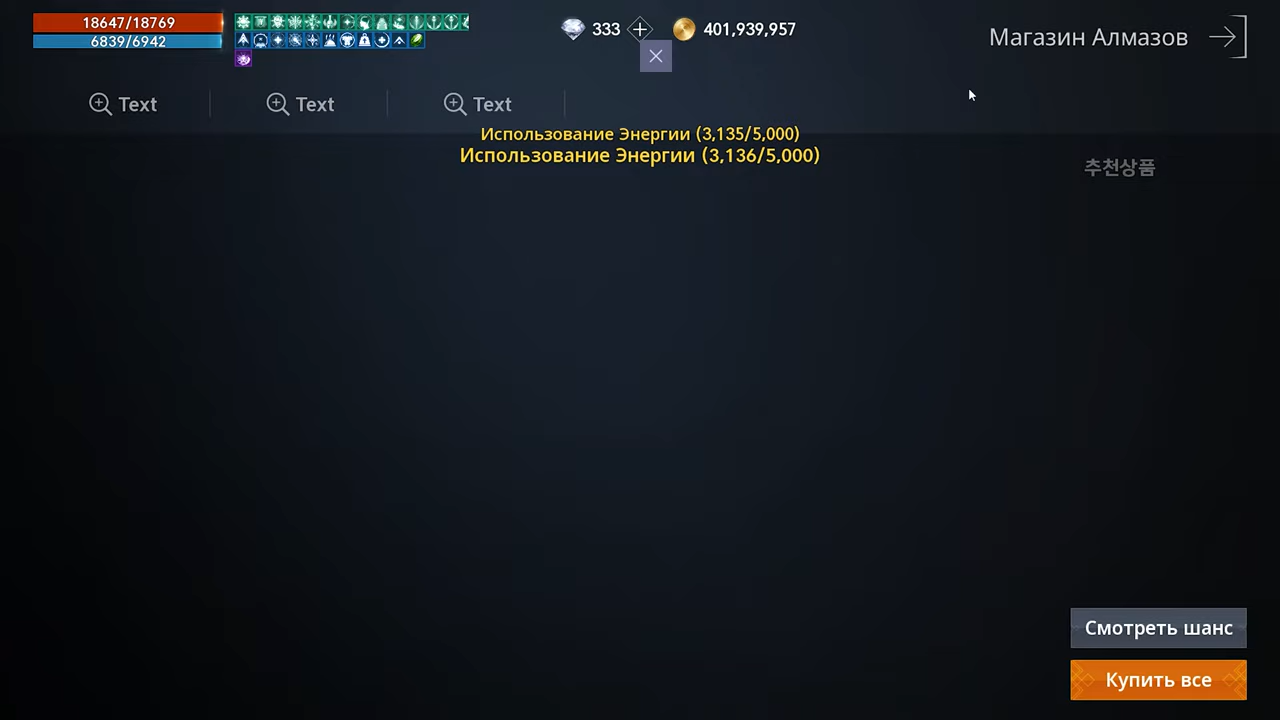 18647/18769
6839/6942
333
401,939,957
Магазин Алмазов
Text
Text
Text
Использование Энергии (3,135/5,000)
Использование Энергии (3,136/5,000)
추천상품
Смотреть шанс
Купить все